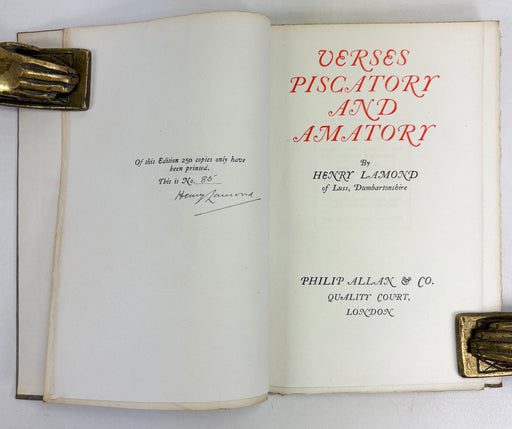 Of this Edition 250 copies only have
been printed.
This is No. 85
Henry Lamond
VERSES
PISCATORY
AND
AMATORY
By
HENRY LAMOND
of Luss, Dumbartonshire
PHILIP ALLAN & CO.
QUALITY COURT,
LONDON